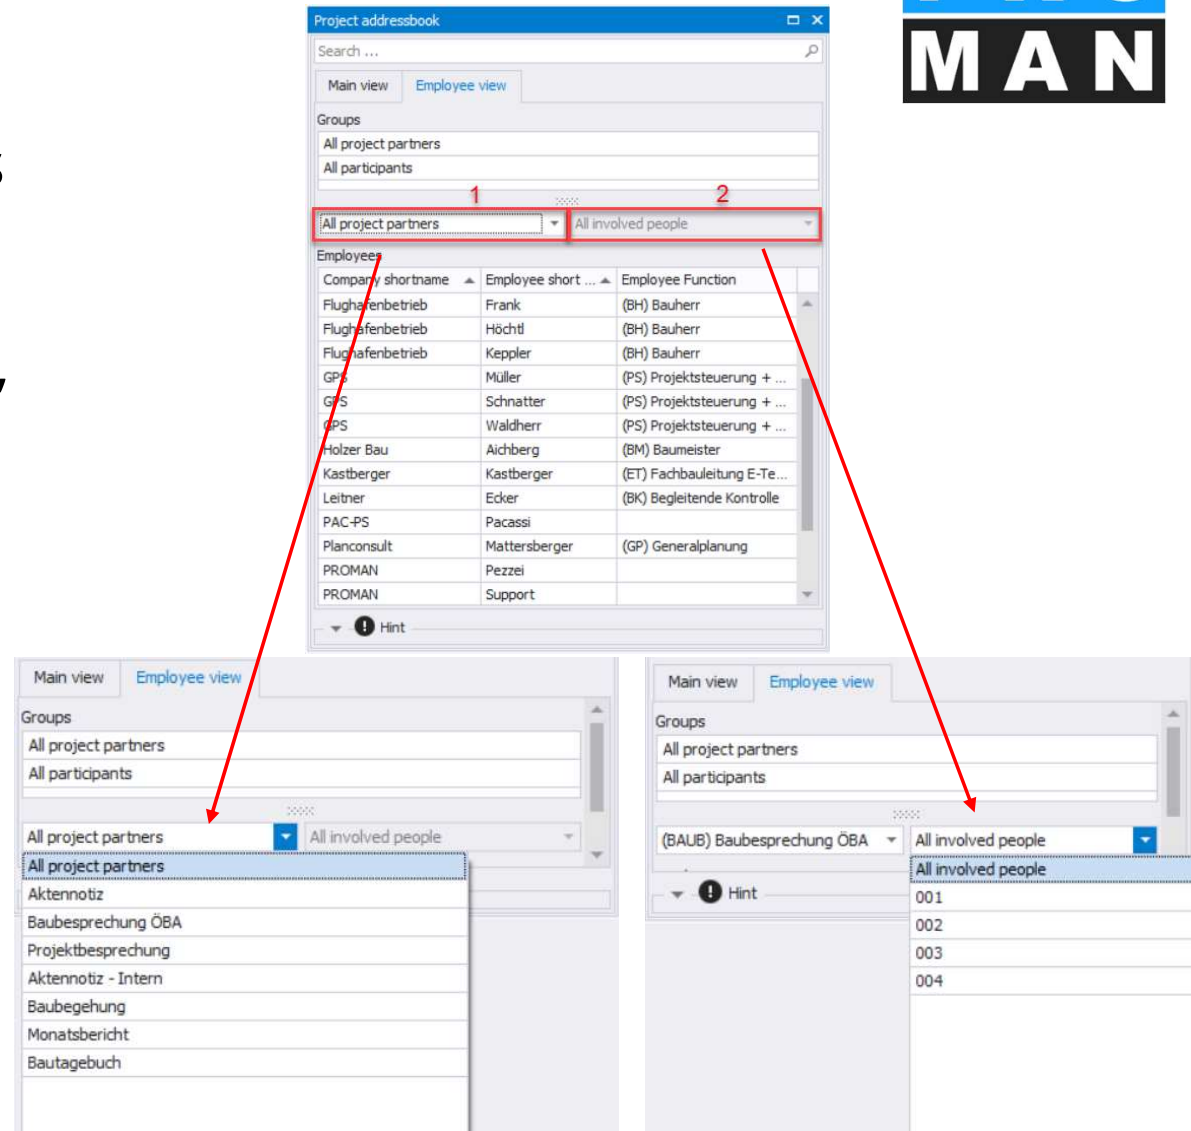 Project addressbook
MAN
Search ...
Main view Employee view
Groups
All project partners
All participants
1 2
All project partners All involved people
Employees
Company shortname Employee short ... Employee Function
Flughafenbetrieb Frank (BH) Bauherr
Flughafenbetrieb Höchtl (BH) Bauherr
Flughafenbetrieb Keppler (BH) Bauherr
GPS Müller (PS) Projektsteuerung + ...
GPS Schnatter (PS) Projektsteuerung + ...
GPS Waldherr (PS) Projektsteuerung + ...
Holzer Bau Aichberg (BM) Baumeister
Kastberger Kastberger (ET) Fachbauleitung E-Te...
Leitner Ecker (BK) Begleitende Kontrolle
PAC-PS Pacassi
Planconsult Mattersberger (GP) Generalplanung
PROMAN Pezzei
PROMAN Support
Hint
Main view Employee view
Groups
All project partners
All participants
All project partners All involved people
All project partners
Aktennotiz
Baubesprechung ÖBA
Projektbesprechung
Aktennotiz - Intern
Baubegehung
Monatsbericht
Bautagebuch
Main view Employee view
Groups
All project partners
All participants
(BAUB) Baubesprechung ÖBA All involved people
All involved people
Hint
001
002
003
004